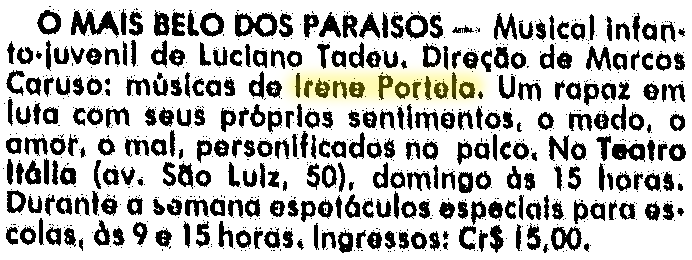 O MAIS BELO DOS PARAISOS — Musical infan-
to-juvenil de Luciano Tadeu. Direção de Marcos
Caruso: músicas de Irene Portela. Um rapaz em
luta com seus próprios sentimentos, o medo, o
amor, o mal, personificados no palco. No Teatro
Itália (av. São Luiz, 50), domingo às 15 horas.
Durante a semana espetáculos especiais para es-
colas, às 9 e 15 horas. Ingressos: Cr$ 15,00.